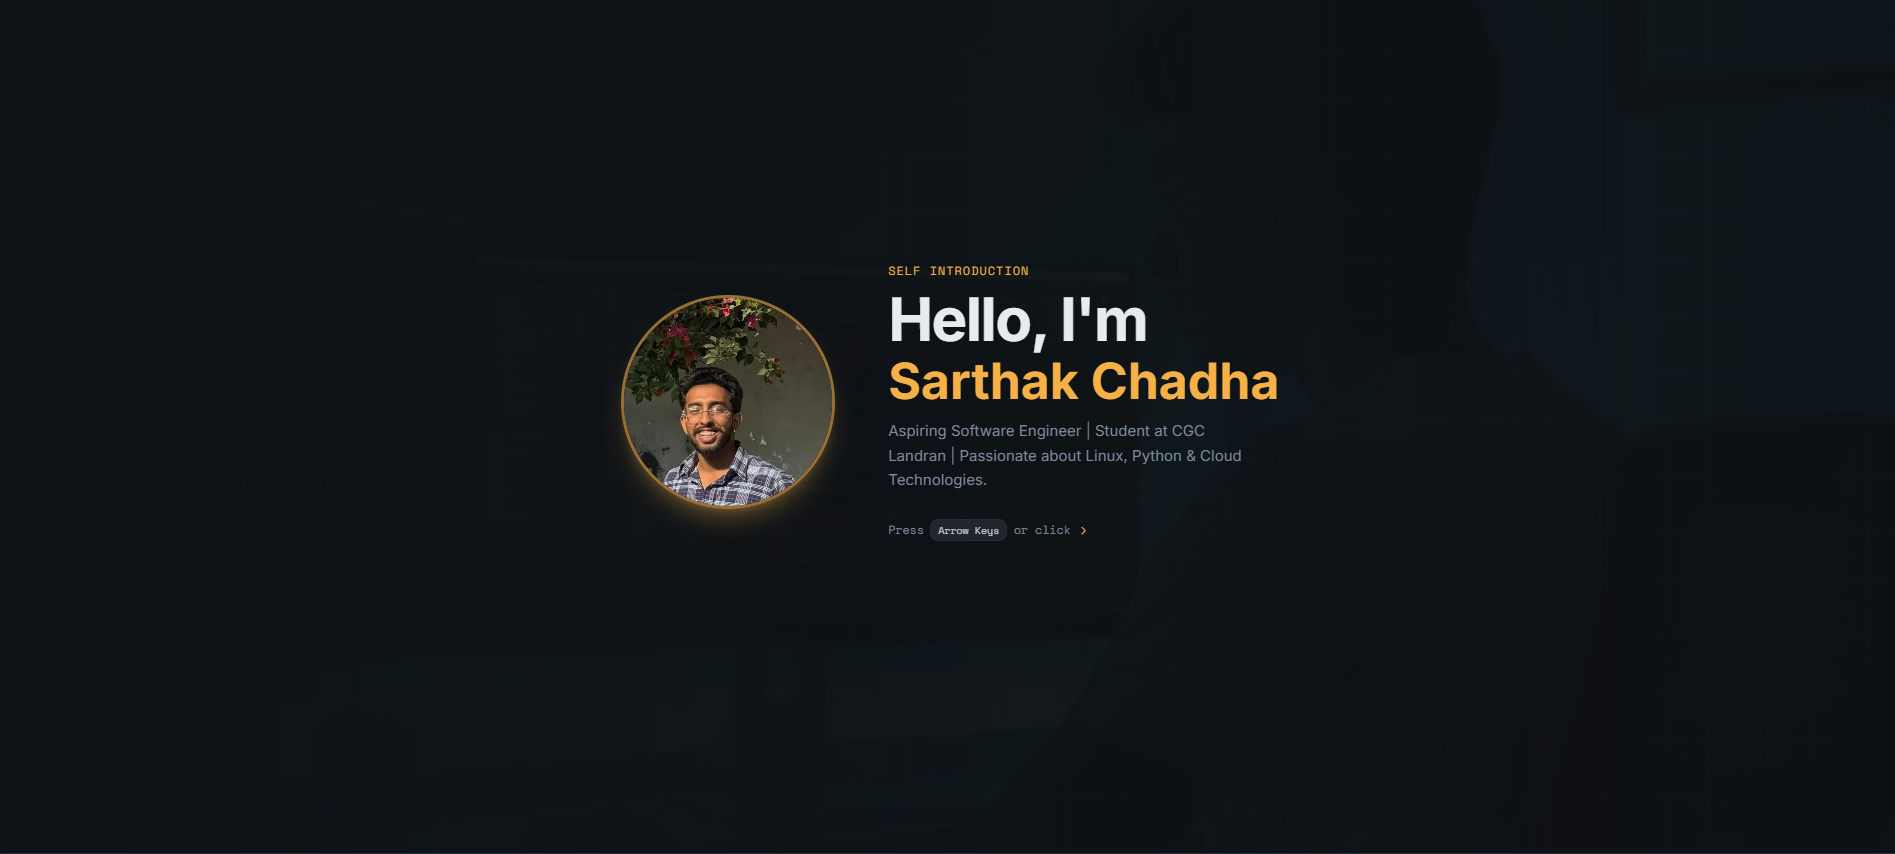 SELF INTRODUCTION
Hello, I'm
Sarthak Chadha
Aspiring Software Engineer | Student at CGC
Landran | Passionate about Linux, Python & Cloud
Technologies.
Press Arrow Keys or click >